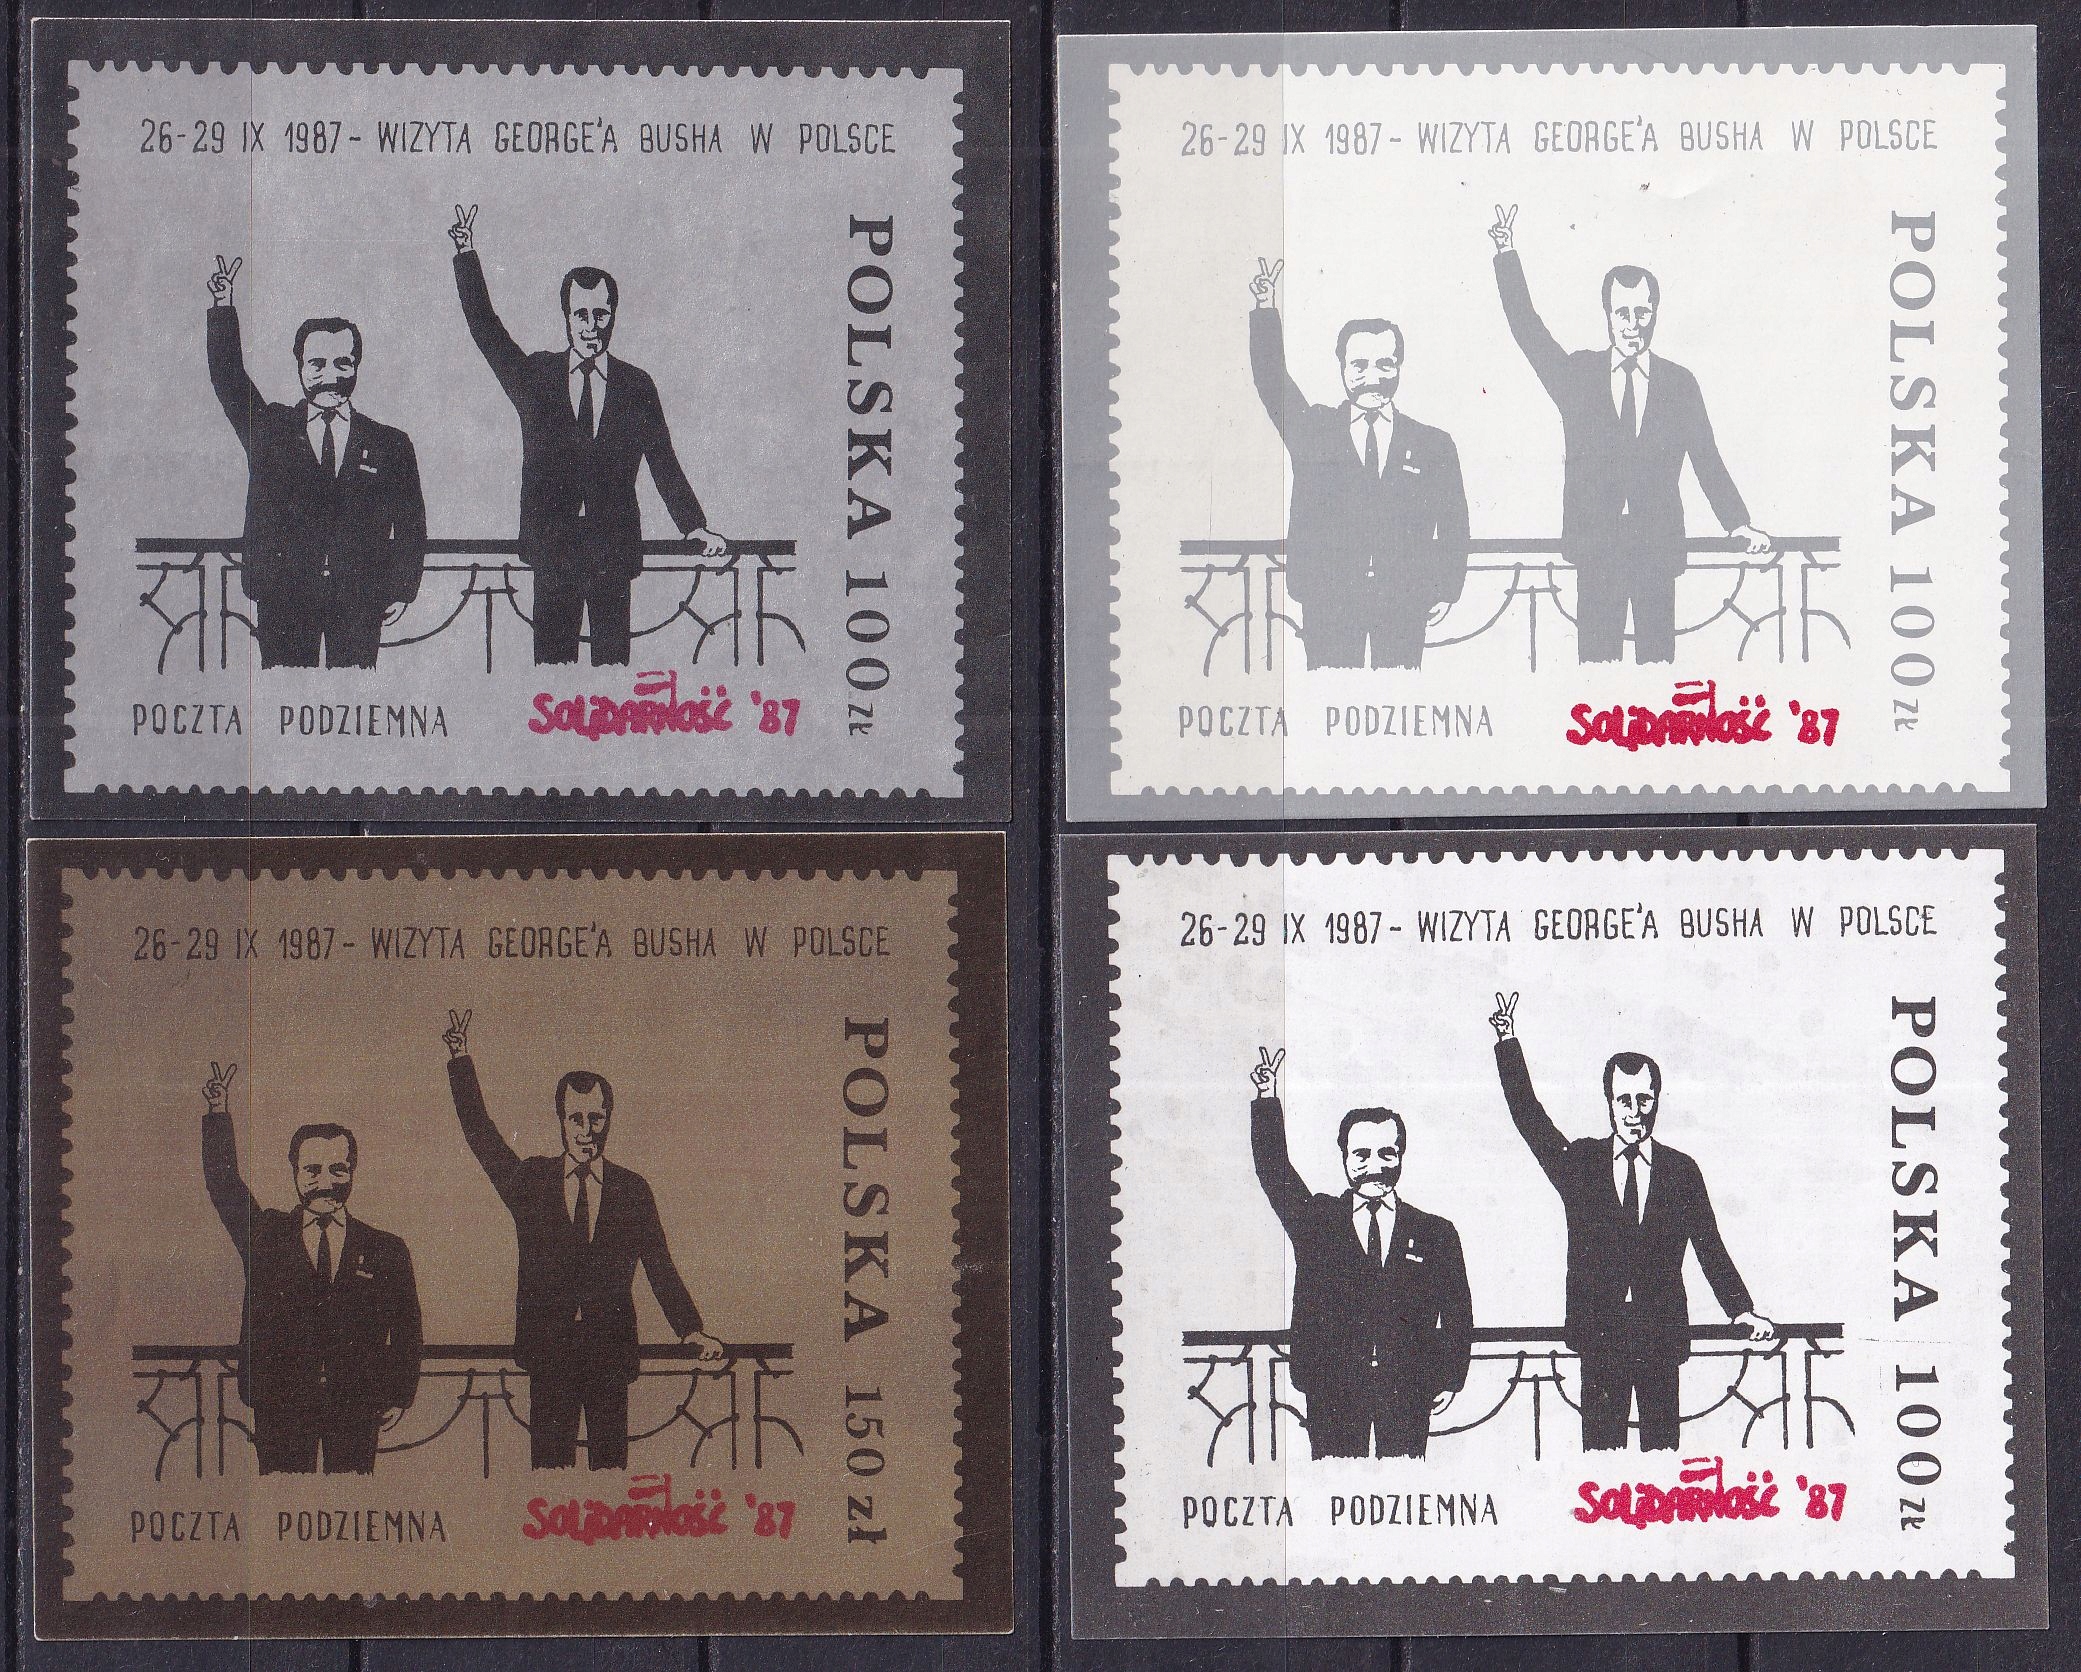 26-29 IX 1987 - WIZYTA GEORGE'A BUSHA W POLSCE
POLSKA 100 zł
POCZTA PODZIEMNA
SOLIDARNOŚĆ '87
26-29 IX 1987 - WIZYTA GEORGE'A BUSHA W POLSCE
POLSKA 100 zł
POCZTA PODZIEMNA
SOLIDARNOŚĆ '87
26-29 IX 1987 - WIZYTA GEORGE'A BUSHA W POLSCE
POLSKA 150 zł
POCZTA PODZIEMNA
SOLIDARNOŚĆ '87
26-29 IX 1987 - WIZYTA GEORGE'A BUSHA W POLSCE
POLSKA 100 zł
POCZTA PODZIEMNA
SOLIDARNOŚĆ '87